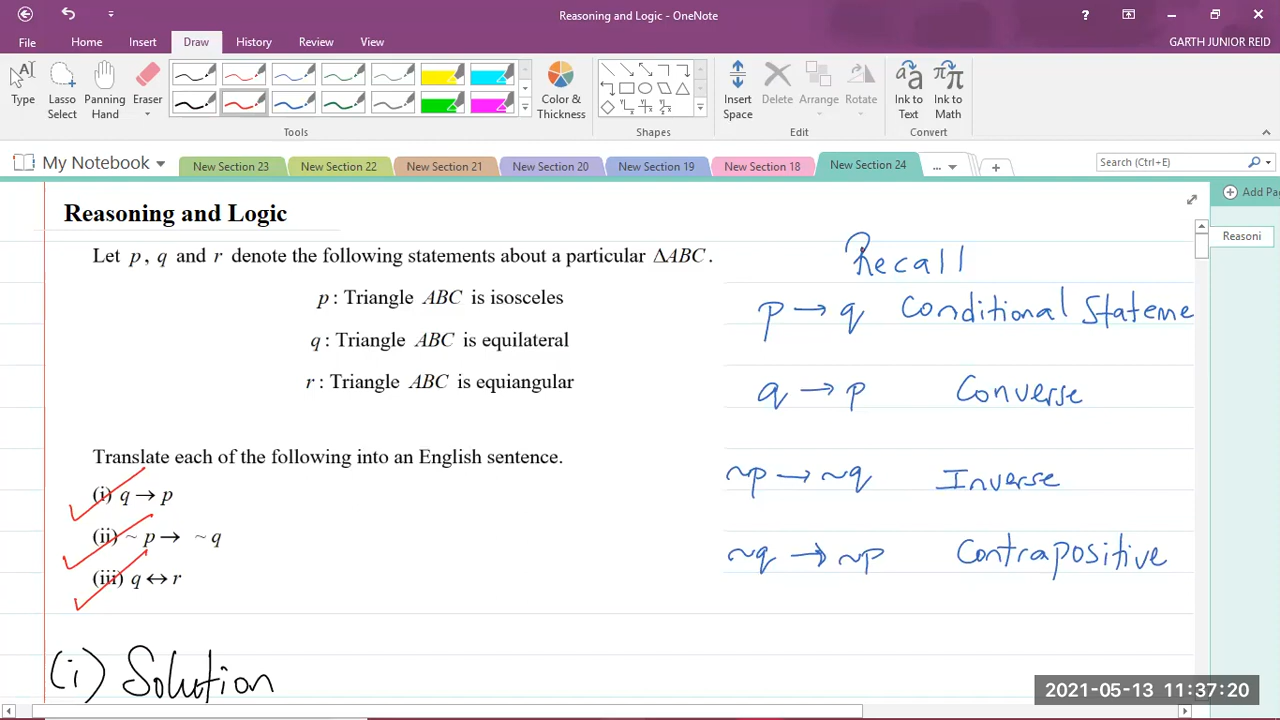 Reasoning and Logic - OneNote
?
File Home Insert Draw History Review View
GARTH JUNIOR REID
Type
Lasso Select
Panning Hand
Eraser
Color & Thickness
Insert Space
Delete
Arrange
Rotate
Ink to Text
Ink to Math
Tools Shapes Edit Convert
My Notebook
New Section 23
New Section 22
New Section 21
New Section 20
New Section 19
New Section 18
New Section 24
...
Search (Ctrl+E)
Add Pa
Reasoni
Reasoning and Logic
Let p, q and r denote the following statements about a particular ΔABC.
p : Triangle ABC is isosceles
q : Triangle ABC is equilateral
r : Triangle ABC is equiangular
Translate each of the following into an English sentence.
(i) q → p
(ii) ~ p → ~ q
(iii) q ↔ r
Recall
p → q Conditional Stateme
q → p Converse
~p → ~q Inverse
~q → ~p Contrapositive
(i) Solution
2021-05-13 11:37:20